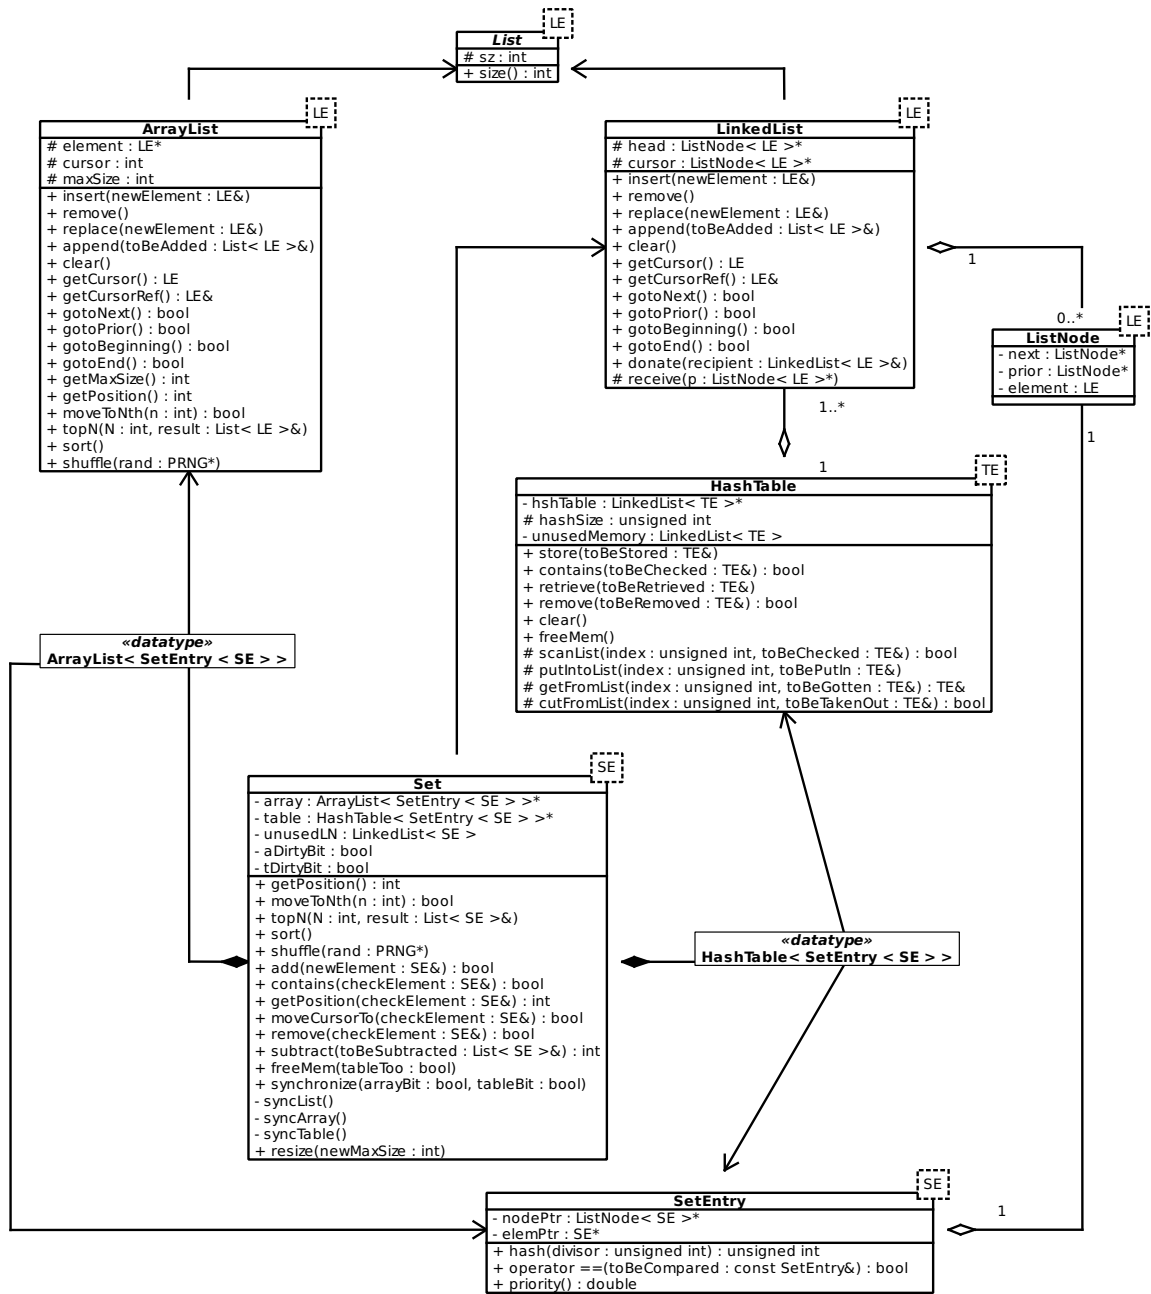 LE
List
# sz : int
+ size() : int
LE
ArrayList
# element : LE*
# cursor : int
# maxSize : int
+ insert(newElement : LE&)
+ remove()
+ replace(newElement : LE&)
+ append(toBeAdded : List< LE >&)
+ clear()
+ getCursor() : LE
+ getCursorRef() : LE&
+ gotoNext() : bool
+ gotoPrior() : bool
+ gotoBeginning() : bool
+ gotoEnd() : bool
+ getMaxSize() : int
+ getPosition() : int
+ moveToNth(n : int) : bool
+ topN(N : int, result : List< LE >&)
+ sort()
+ shuffle(rand : PRNG*)
LE
LinkedList
# head : ListNode< LE >*
# cursor : ListNode< LE >*
+ insert(newElement : LE&)
+ remove()
+ replace(newElement : LE&)
+ append(toBeAdded : List< LE >&)
+ clear()
+ getCursor() : LE
+ getCursorRef() : LE&
+ gotoNext() : bool
+ gotoPrior() : bool
+ gotoBeginning() : bool
+ gotoEnd() : bool
+ donate(recipient : LinkedList< LE >&)
# receive(p : ListNode< LE >*)
1
0..*
LE
ListNode
- next : ListNode*
- prior : ListNode*
- element : LE
1
1..*
1
TE
HashTable
- hshTable : LinkedList< TE >*
# hashSize : unsigned int
- unusedMemory : LinkedList< TE >
+ store(toBeStored : TE&)
+ contains(toBeChecked : TE&) : bool
+ retrieve(toBeRetrieved : TE&)
+ remove(toBeRemoved : TE&) : bool
+ clear()
+ freeMem()
# scanList(index : unsigned int, toBeChecked : TE&) : bool
# putIntoList(index : unsigned int, toBePutIn : TE&)
# getFromList(index : unsigned int, toBeGotten : TE&) : TE&
# cutFromList(index : unsigned int, toBeTakenOut : TE&) : bool
«datatype»
ArrayList< SetEntry < SE > >
SE
Set
- array : ArrayList< SetEntry < SE > >*
- table : HashTable< SetEntry < SE > >*
- unusedLN : LinkedList< SE >
- aDirtyBit : bool
- tDirtyBit : bool
+ getPosition() : int
+ moveToNth(n : int) : bool
+ topN(N : int, result : List< SE >&)
+ sort()
+ shuffle(rand : PRNG*)
+ add(newElement : SE&) : bool
+ contains(checkElement : SE&) : bool
+ getPosition(checkElement : SE&) : int
+ moveCursorTo(checkElement : SE&) : bool
+ remove(checkElement : SE&) : bool
+ subtract(toBeSubtracted : List< SE >&) : int
+ freeMem(tableToo : bool)
+ synchronize(arrayBit : bool, tableBit : bool)
- syncList()
- syncArray()
- syncTable()
+ resize(newMaxSize : int)
«datatype»
HashTable< SetEntry < SE > >
SE
SetEntry
- nodePtr : ListNode< SE >*
- elemPtr : SE*
+ hash(divisor : unsigned int) : unsigned int
+ operator ==(toBeCompared : const SetEntry&) : bool
+ priority() : double
1